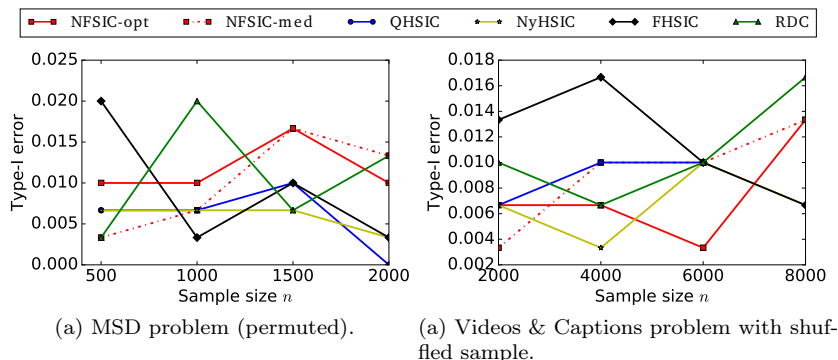 NFSIC-opt NFSIC-med QHSIC NyHSIC FHSIC RDC
0.025
0.020
0.015
0.010
0.005
0.000
Type-I error
500 1000 1500 2000
Sample size n
(a) MSD problem (permuted).
0.018
0.016
0.014
0.012
0.010
0.008
0.006
0.004
0.002
Type-I error
2000 4000 6000 8000
Sample size n
(a) Videos & Captions problem with shuf-
fled sample.